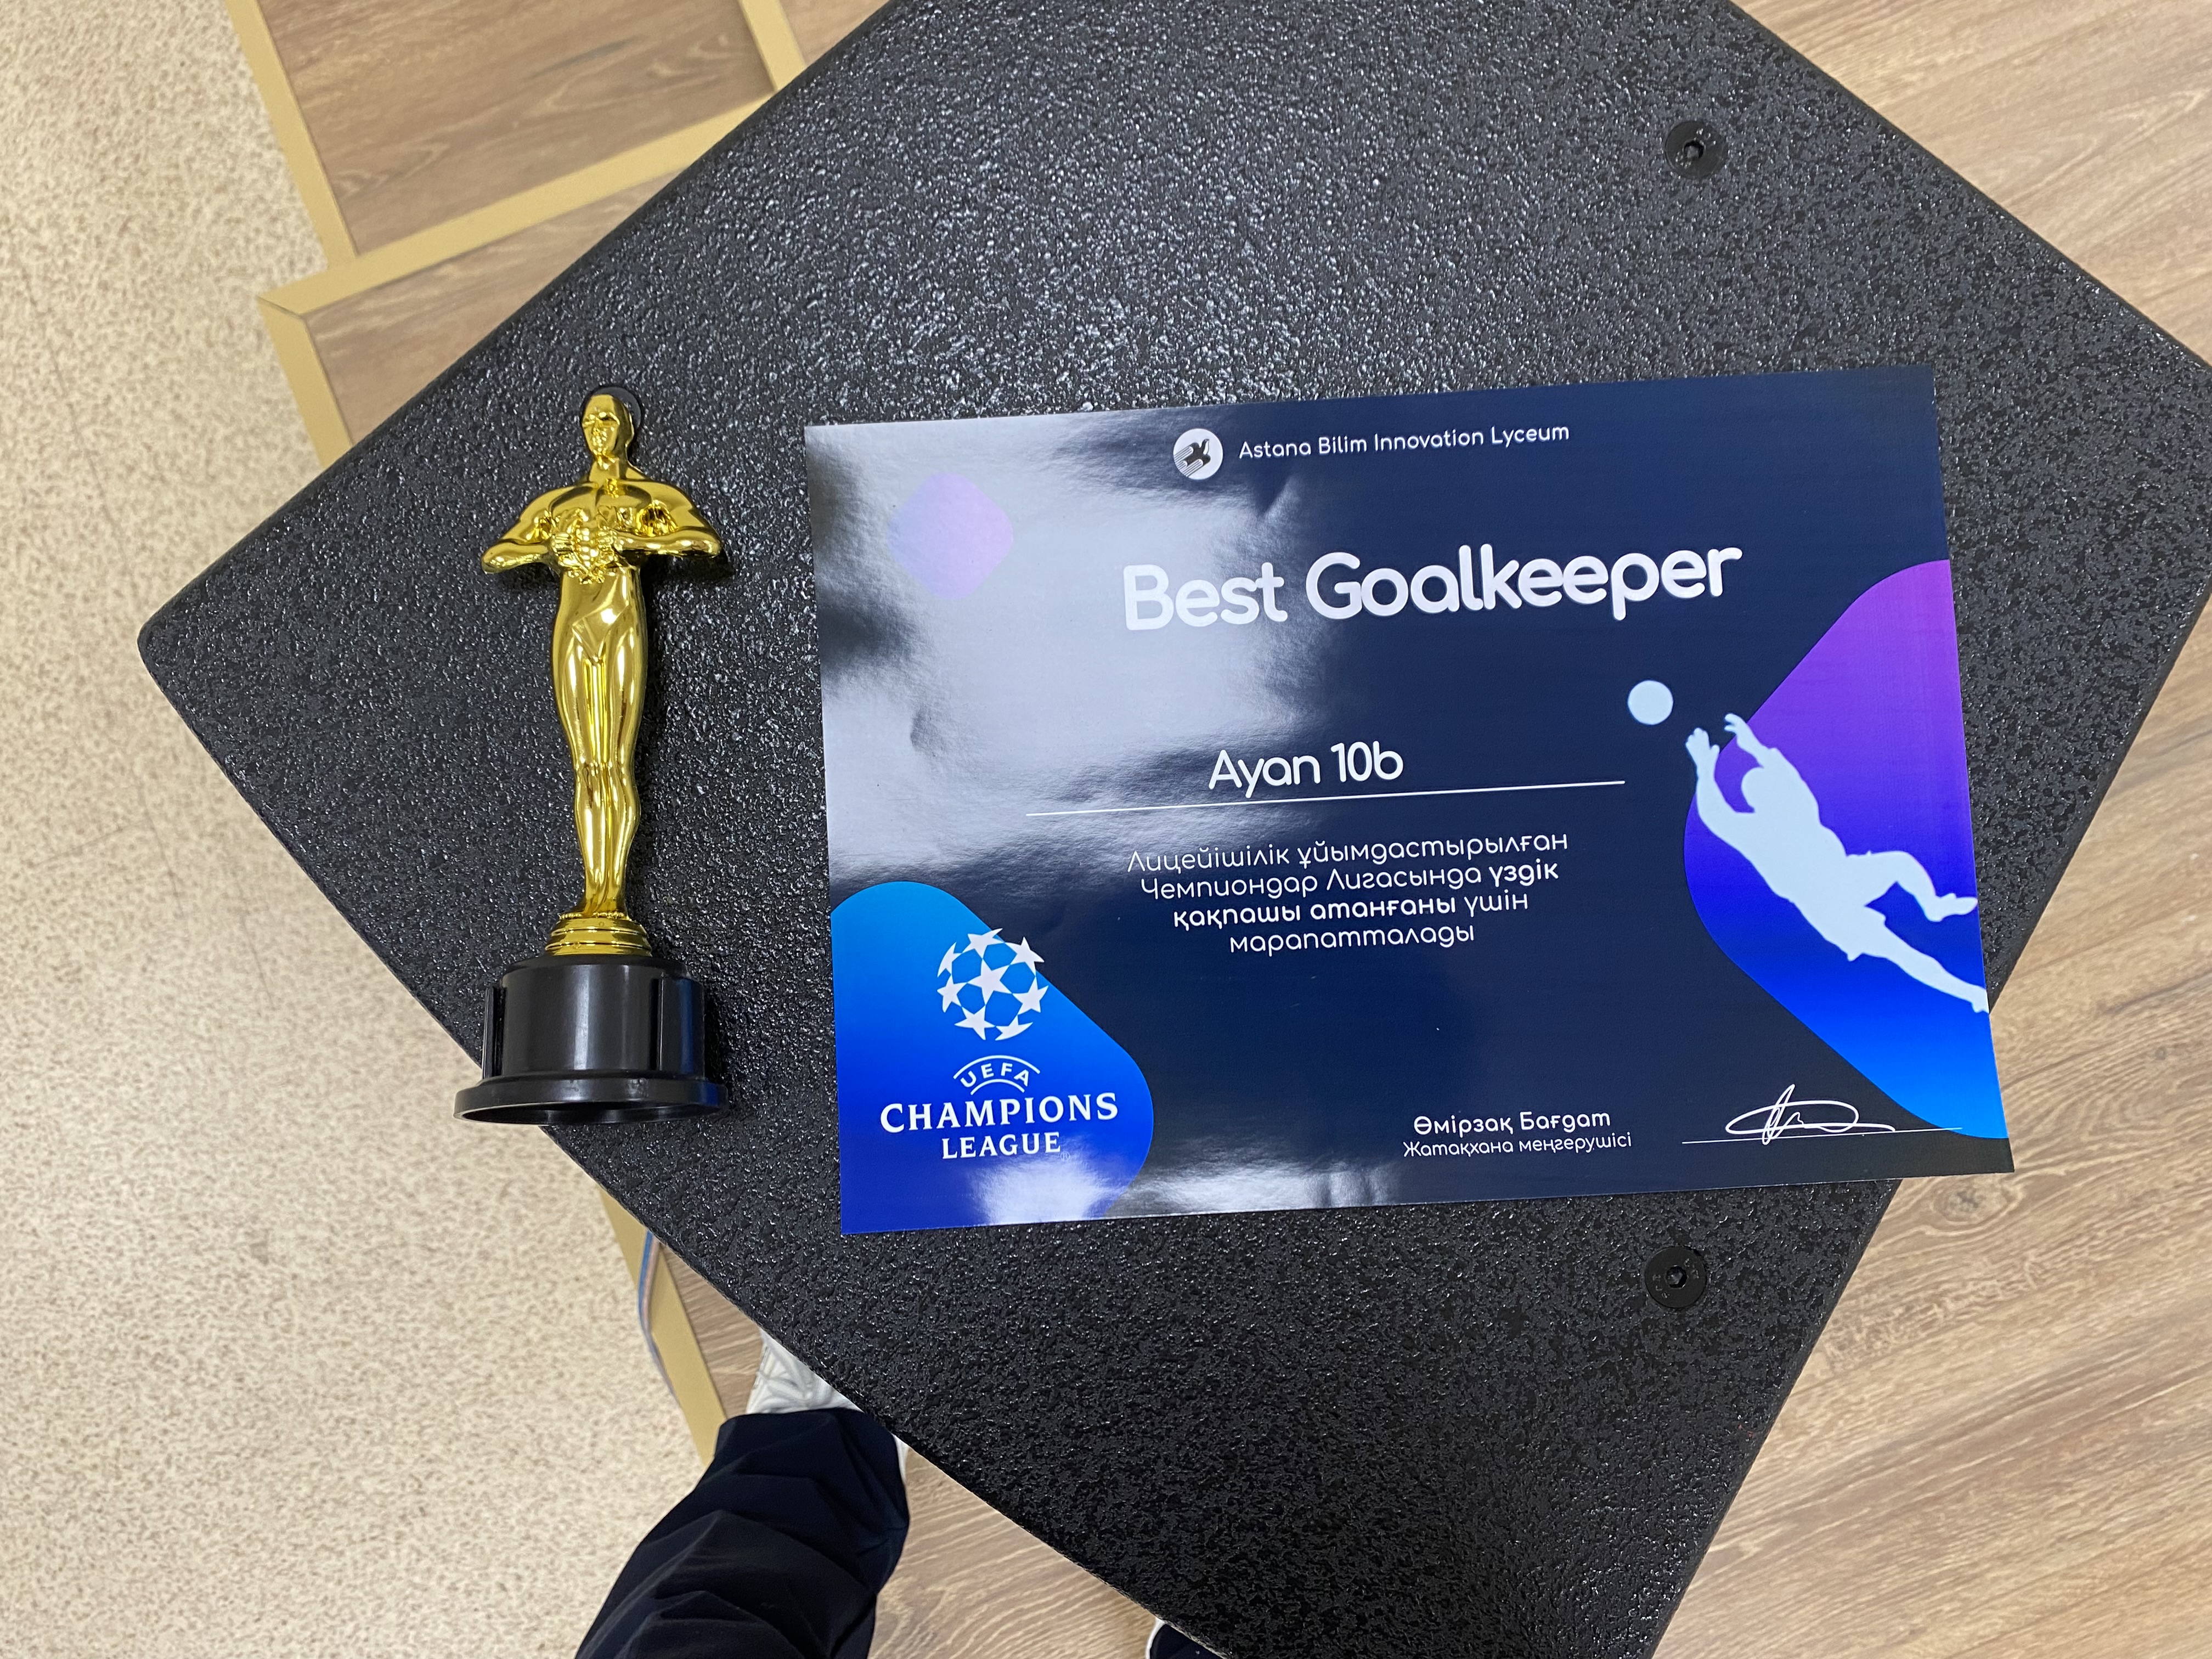 Astana Bilim Innovation Lyceum
Best Goalkeeper
Ayan 10b
Лицейішілік ұйымдастырылған
Чемпиондар Лигасында үздік
қақпашы атанғаны үшін
марапатталады
UEFA
CHAMPIONS
LEAGUE
Өмірзақ Бағдат
Жатақхана меңгерушісі